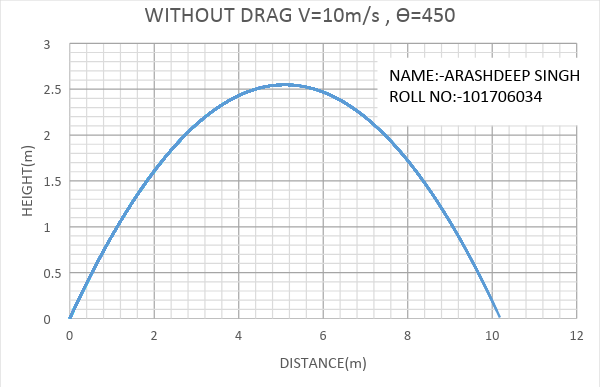 WITHOUT DRAG V=10m/s , ϴ=450
NAME:-ARASHDEEP SINGH
ROLL NO:-101706034
HEIGHT(m)
3
2.5
2
1.5
1
0.5
0
0 2 4 6 8 10 12
DISTANCE(m)